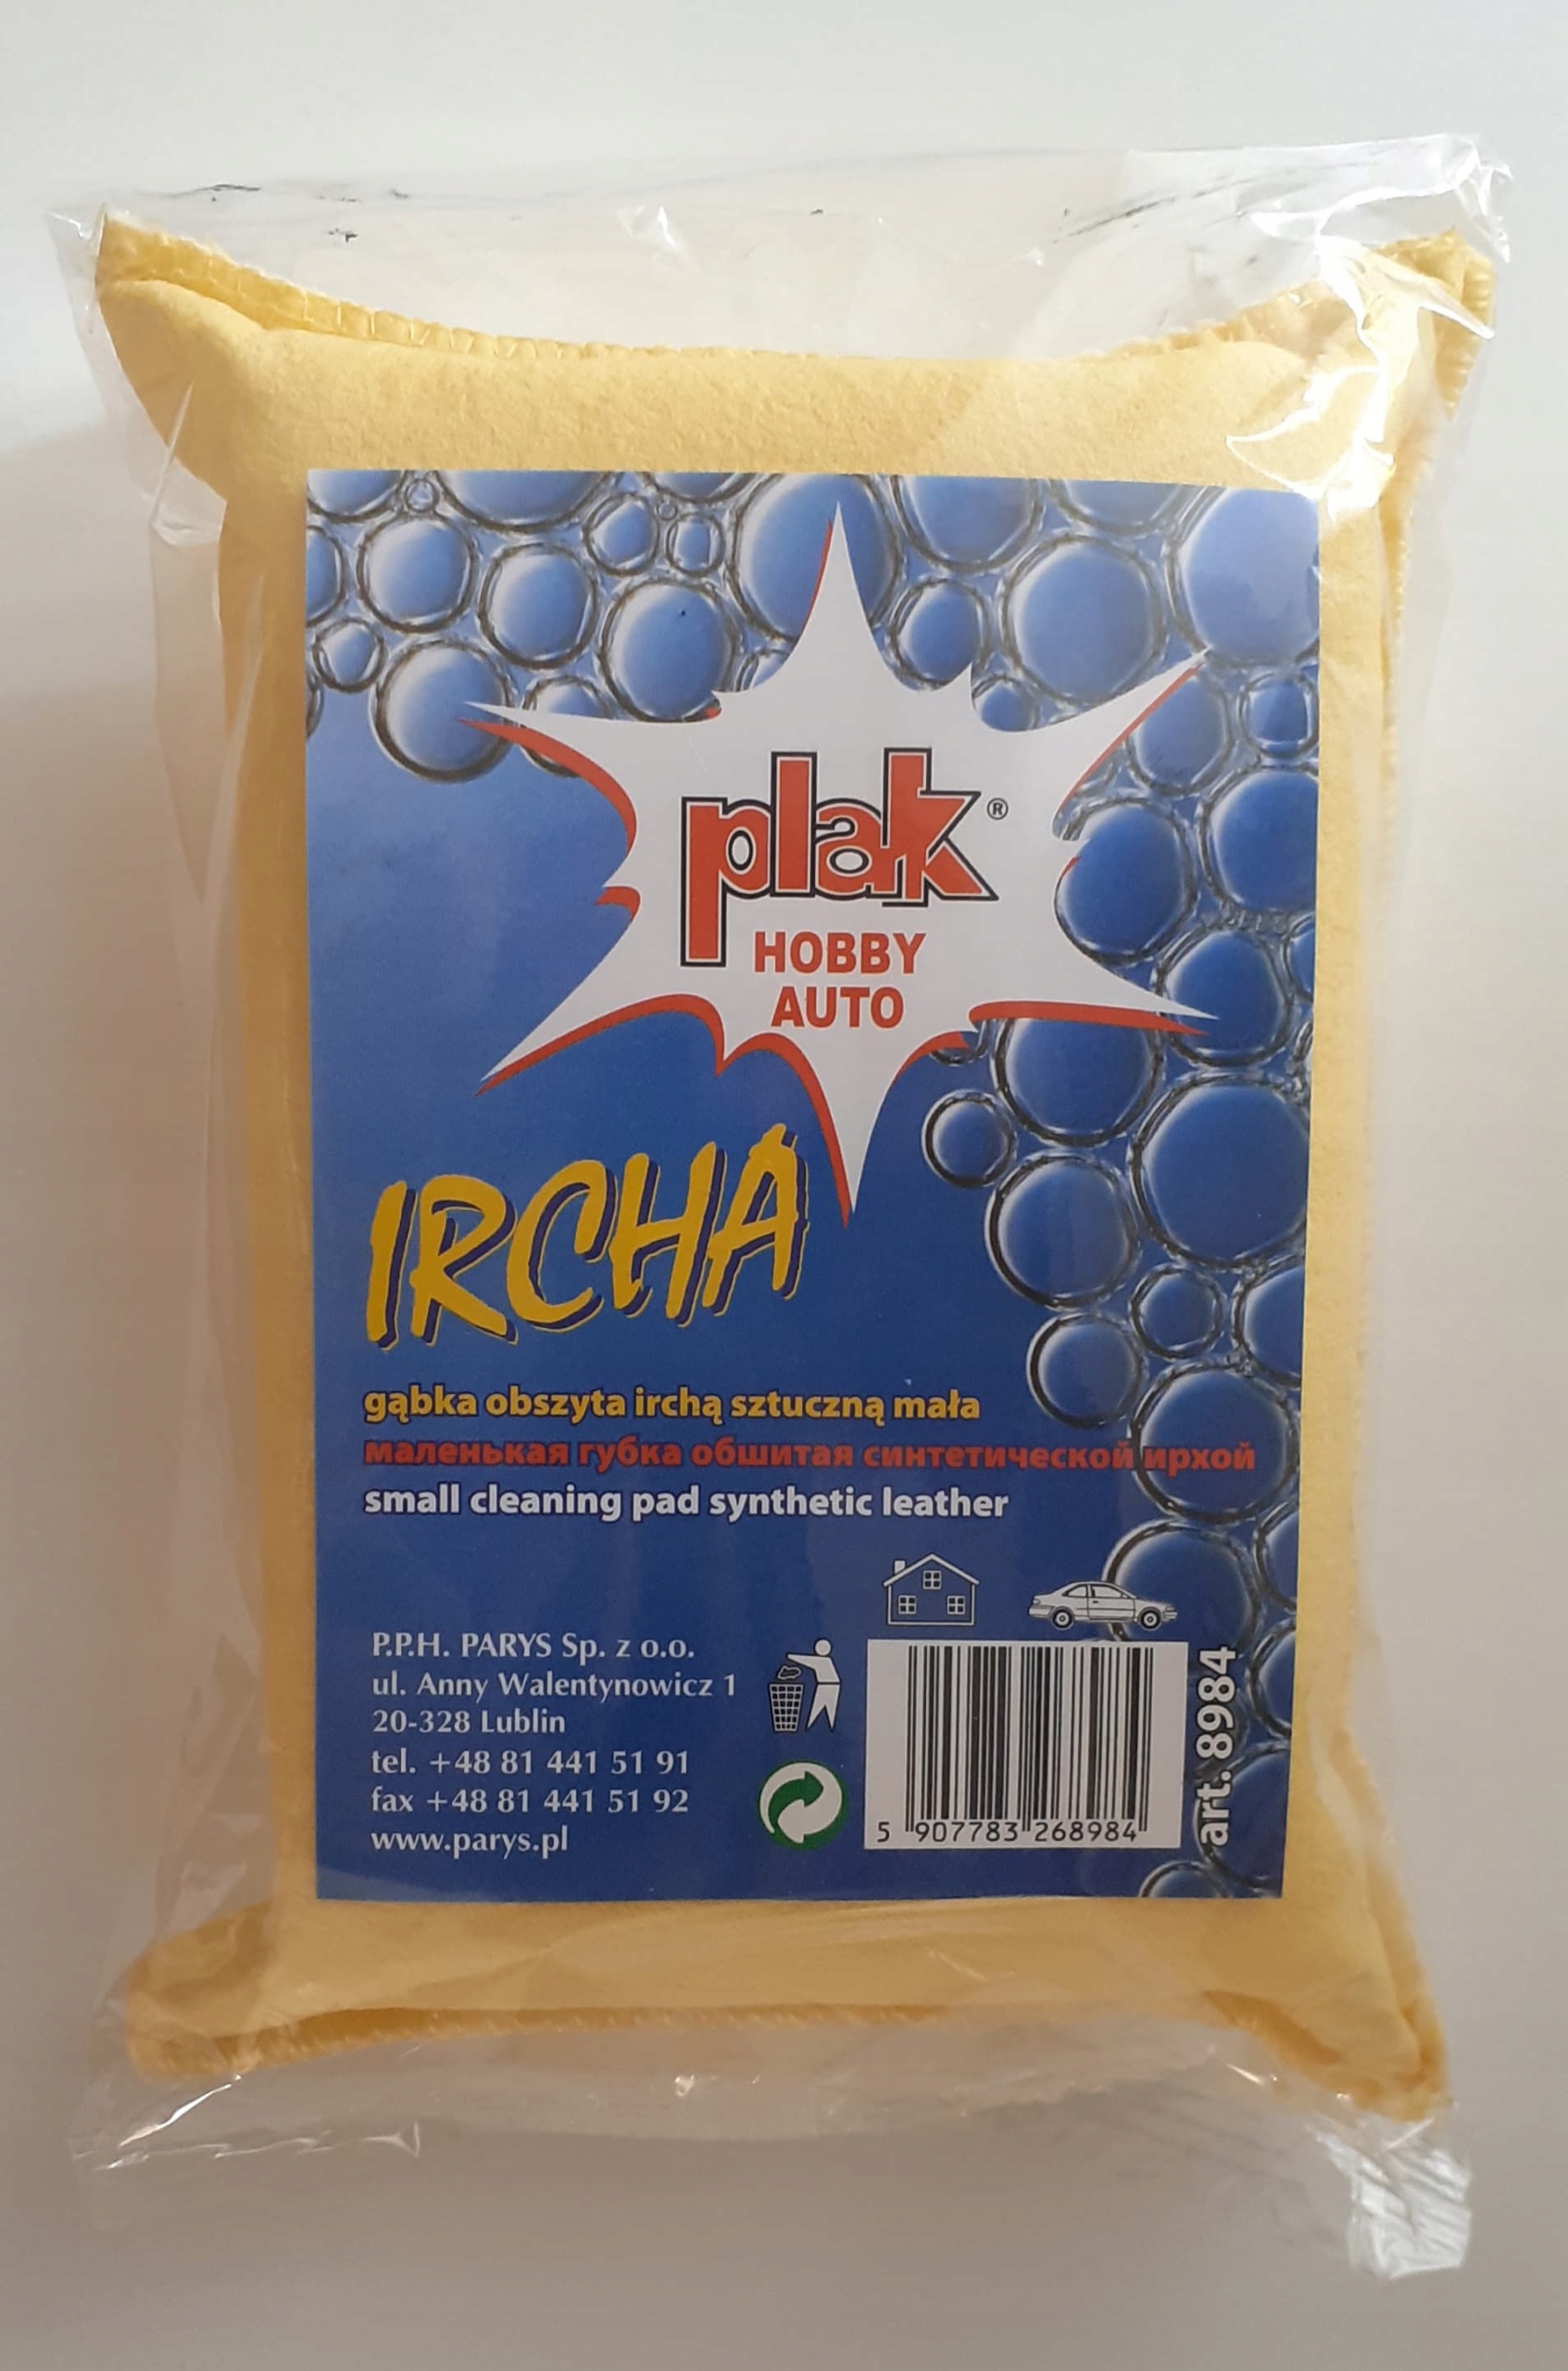 plak®
HOBBY
AUTO
IRCHA
gąbka obszyta irchą sztuczną mała
маленькая губка обшитая синтетической ирхой
small cleaning pad synthetic leather
P.P.H. PARYS Sp. z o.o.
ul. Anny Walentynowicz 1
20-328 Lublin
tel. +48 81 441 51 91
fax +48 81 441 51 92
www.parys.pl
5 907783 268984
art. 8984